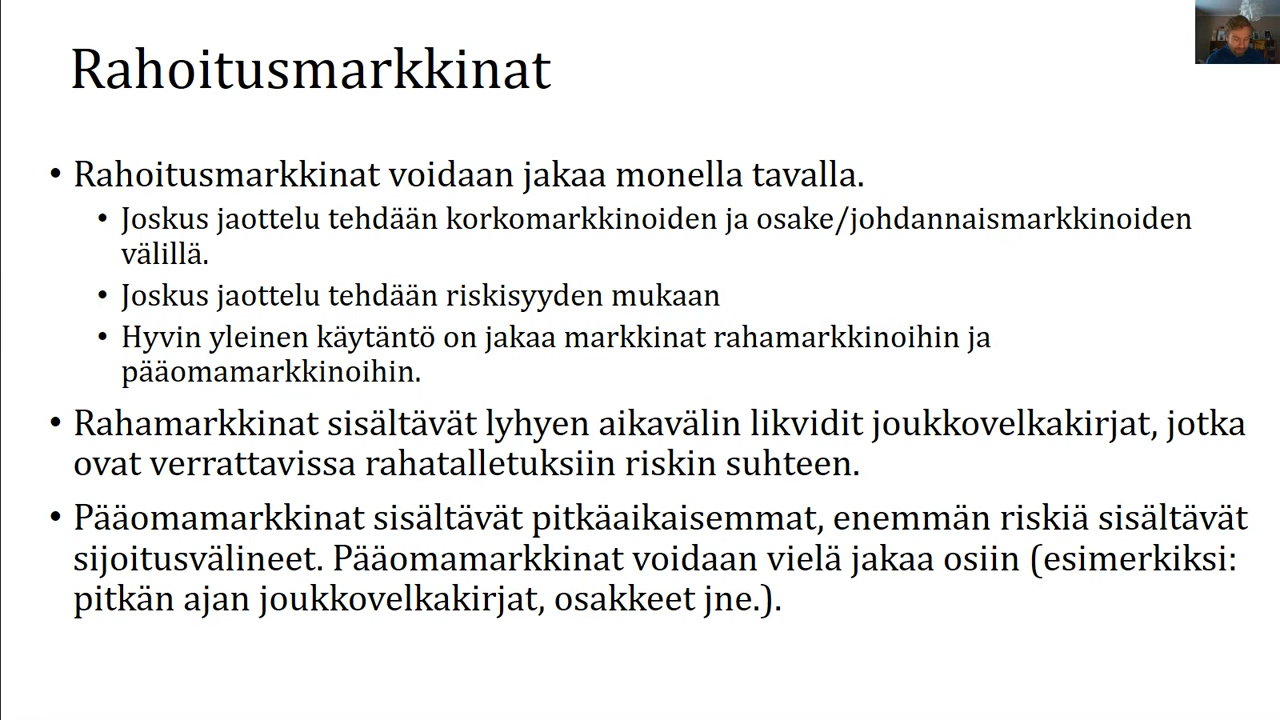 Rahoitusmarkkinat
• Rahoitusmarkkinat voidaan jakaa monella tavalla.
• Joskus jaottelu tehdään korkomarkkinoiden ja osake/johdannaismarkkinoiden
välillä.
• Joskus jaottelu tehdään riskisyyden mukaan
• Hyvin yleinen käytäntö on jakaa markkinat rahamarkkinoihin ja
pääomamarkkinoihin.
• Rahamarkkinat sisältävät lyhyen aikavälin likvidit joukkovelkakirjat, jotka
ovat verrattavissa rahatalletuksiin riskin suhteen.
• Pääomamarkkinat sisältävät pitkäaikaisemmat, enemmän riskiä sisältävät
sijoitusvälineet. Pääomamarkkinat voidaan vielä jakaa osiin (esimerkiksi:
pitkän ajan joukkovelkakirjat, osakkeet jne.).